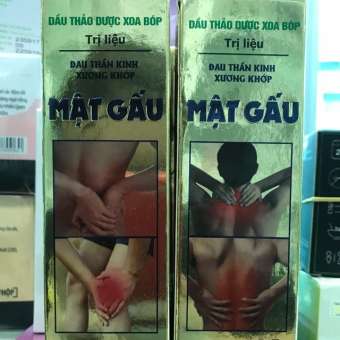 DẦU THẢO DƯỢC XOA BÓP
Trị liệu
ĐAU THẦN KINH
XƯƠNG KHỚP
MẬT GẤU
DẦU THẢO DƯỢC XOA BÓP
Trị liệu
ĐAU THẦN KINH
XƯƠNG KHỚP
MẬT GẤU